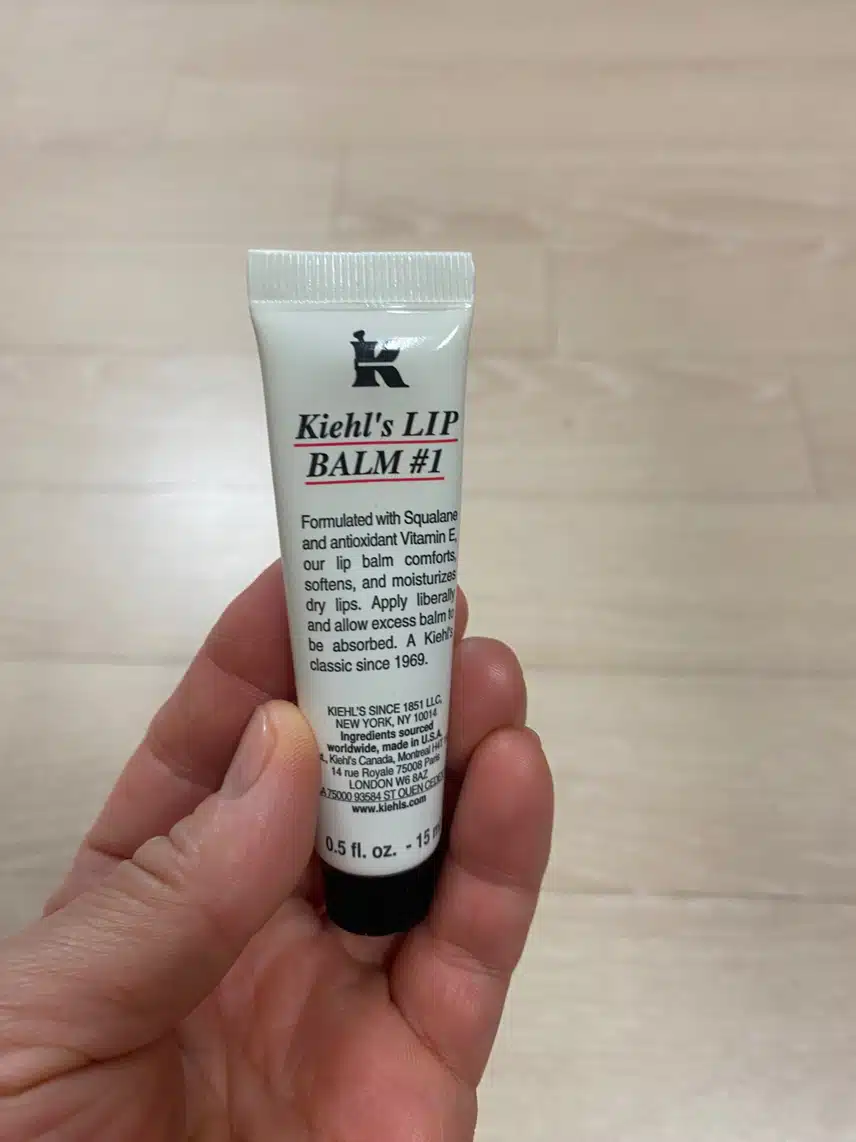 K
Kiehl's LIP
BALM #1
Formulated with Squalane
and antioxidant Vitamin E,
our lip balm comforts,
softens, and moisturizes
dry lips. Apply liberally
and allow excess balm to
be absorbed. A Kiehl's
classic since 1969.
KIEHL'S SINCE 1851 LLC,
NEW YORK, NY 10014
Ingredients sourced
worldwide, made in U.S.A.
Kiehl's Canada, Montreal
14 rue Royale 75008 Paris
LONDON W6 8AZ
75000 93584 ST OUEN CEDEX
www.kiehls.com
0.5 fl. oz. - 15